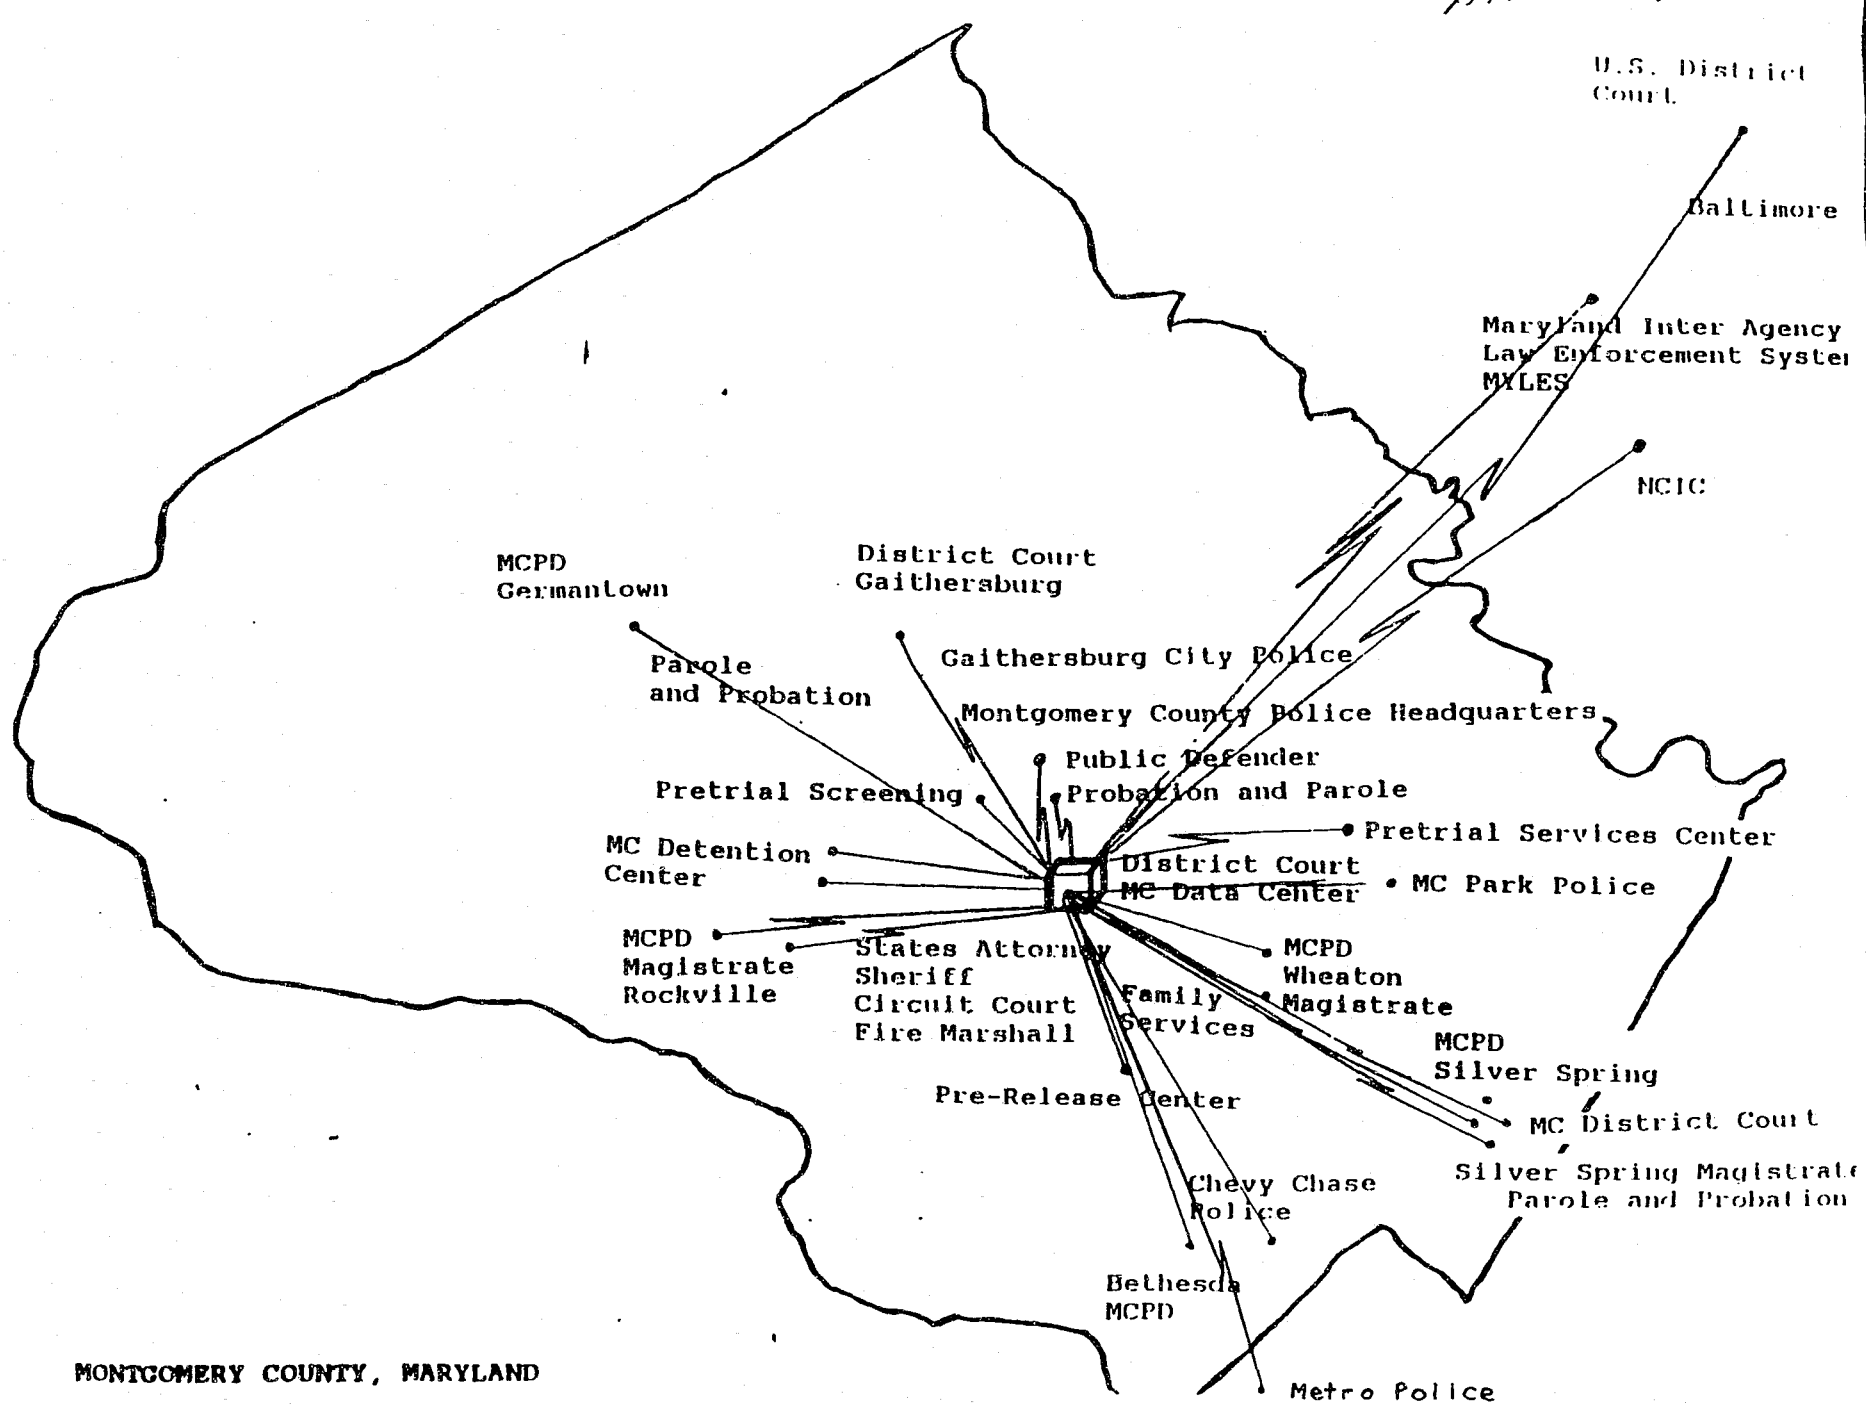 U.S. District
Court
Baltimore
Maryland Inter Agency
Law Enforcement System
MYLES
NCIC
MCPD
Germantown
District Court
Gaithersburg
Parole
and Probation
Gaithersburg City Police
Montgomery County Police Headquarters
Public Defender
Pretrial Screening
Probation and Parole
Pretrial Services Center
MC Detention
Center
District Court
MC Data Center
MC Park Police
MCPD
Magistrate
Rockville
States Attorney
Sheriff
Circuit Court
Fire Marshall
MCPD
Wheaton
Magistrate
Family
Services
MCPD
Silver Spring
Pre-Release Center
MC District Court
Silver Spring Magistrate
Parole and Probation
Chevy Chase
Police
Bethesda
MCPD
MONTGOMERY COUNTY, MARYLAND
Metro Police